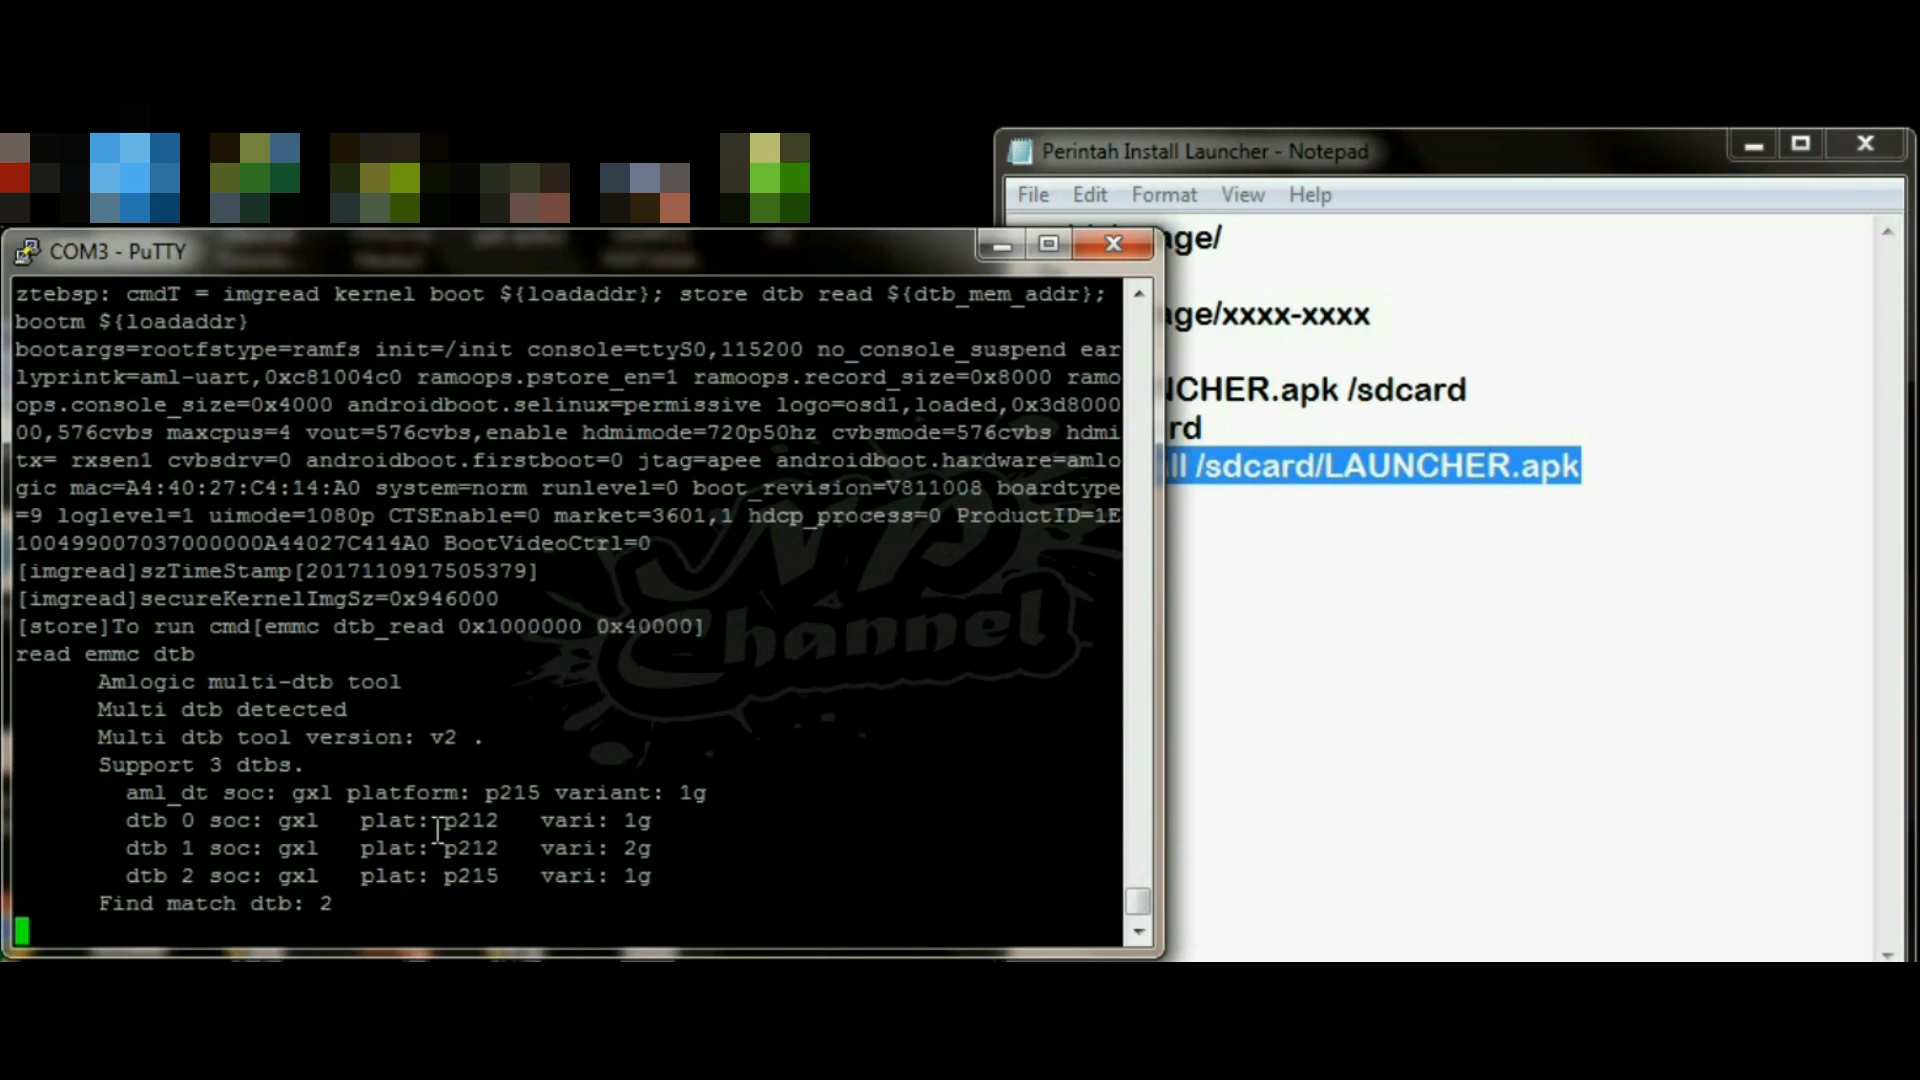 Perintah Install Launcher - Notepad
File Edit Format View Help
age/
age/xxxx-xxxx
NCHER.apk /sdcard
rd
ll /sdcard/LAUNCHER.apk
COM3 - PuTTY
ztebsp: cmdT = imgread kernel boot ${loadaddr}; store dtb read ${dtb_mem_addr};
bootm ${loadaddr}
bootargs=rootfstype=ramfs init=/init console=ttyS0,115200 no_console_suspend ear
lyprintk=aml-uart,0xc81004c0 ramoops.pstore_en=1 ramoops.record_size=0x8000 ramo
ops.console_size=0x4000 androidboot.selinux=permissive logo=osd1,loaded,0x3d8000
00,576cvbs maxcpus=4 vout=576cvbs,enable hdmimode=720p50hz cvbsmode=576cvbs hdmi
tx= rxsen1 cvbsdrv=0 androidboot.firstboot=0 jtag=apee androidboot.hardware=amlo
gic mac=A4:40:27:C4:14:A0 system=norm runlevel=0 boot_revision=V811008 boardtype
=9 loglevel=1 uimode=1080p CTSEnable=0 market=3601,1 hdcp_process=0 ProductID=1E
100499007037000000A44027C414A0 BootVideoCtrl=0
[imgread]szTimeStamp[2017110917505379]
[imgread]secureKernelImgSz=0x946000
[store]To run cmd[emmc dtb_read 0x1000000 0x40000]
read emmc dtb
Amlogic multi-dtb tool
Multi dtb detected
Multi dtb tool version: v2 .
Support 3 dtbs.
aml_dt soc: gxl platform: p215 variant: 1g
dtb 0 soc: gxl plat: p212 vari: 1g
dtb 1 soc: gxl plat: p212 vari: 2g
dtb 2 soc: gxl plat: p215 vari: 1g
Find match dtb: 2
Channel